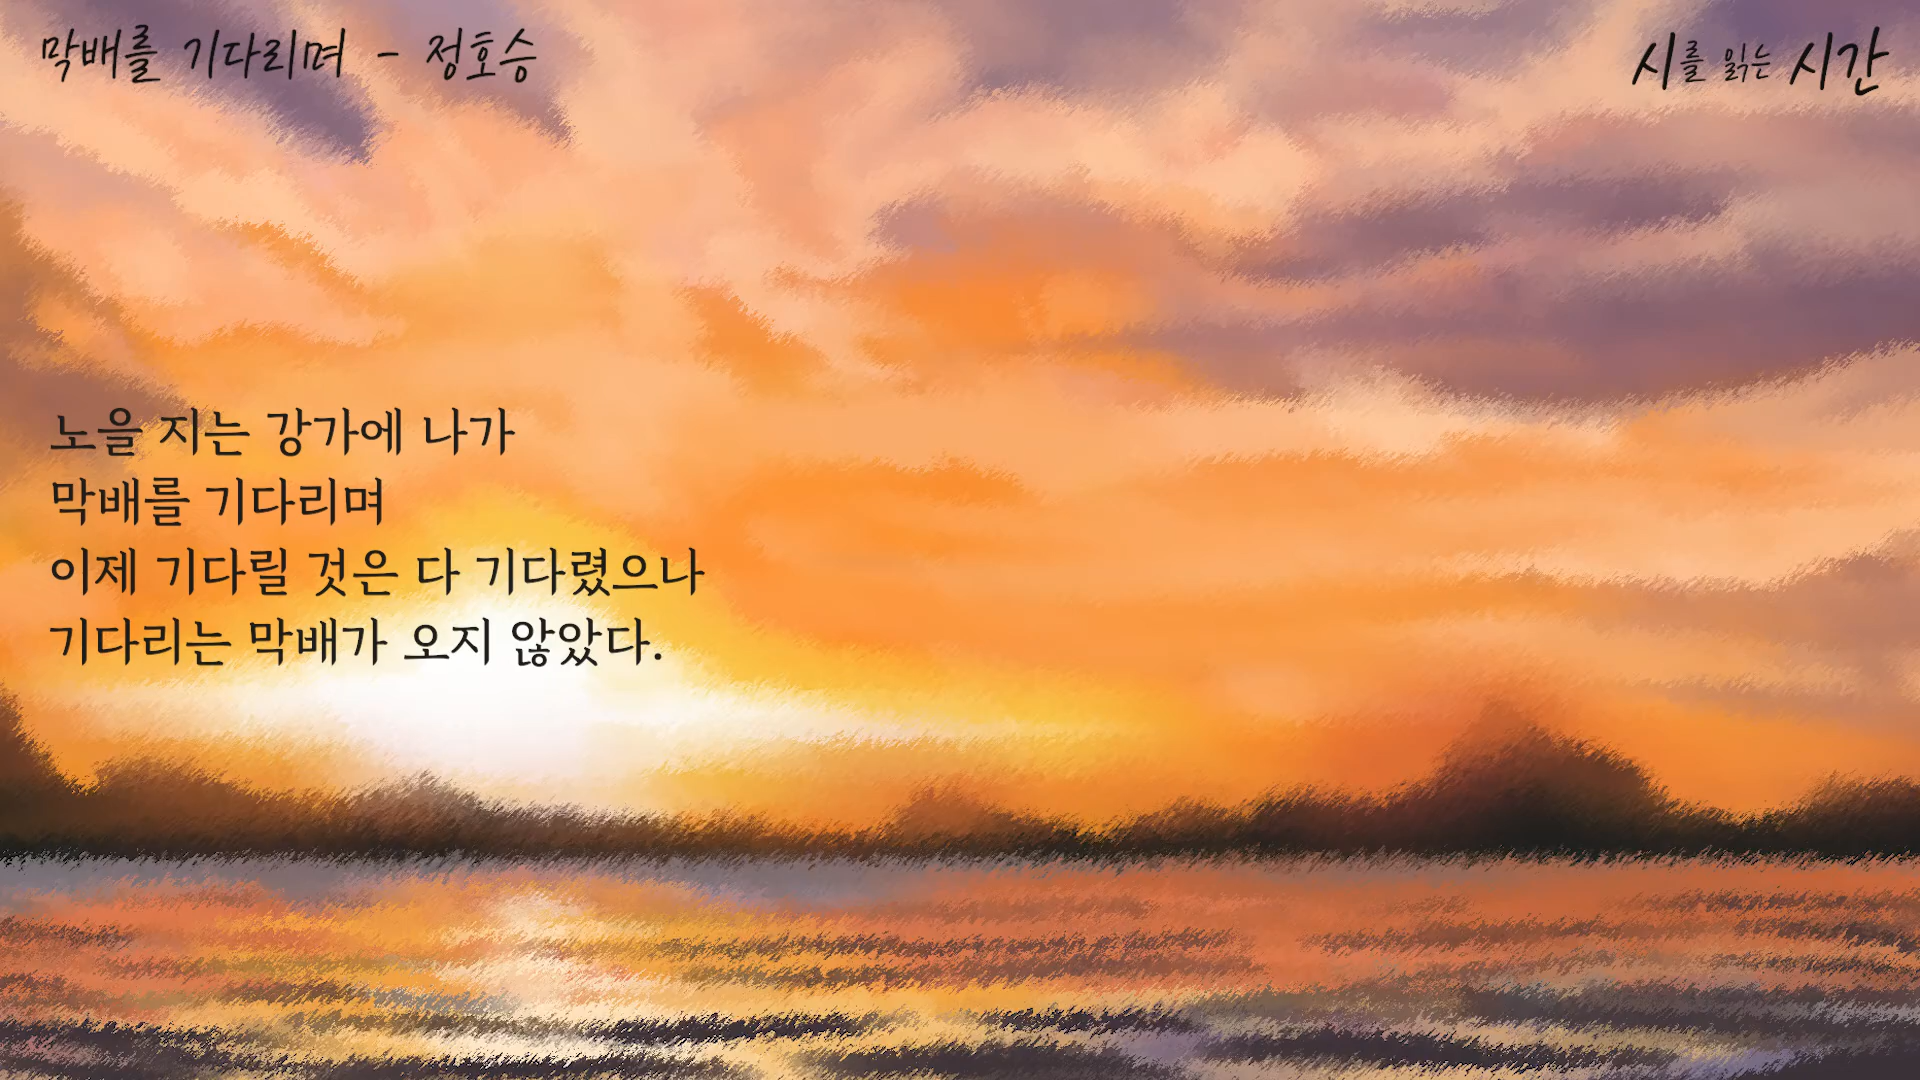 막배를 기다리며 - 정호승
시를 읽는 시간
노을 지는 강가에 나가
막배를 기다리며
이제 기다릴 것은 다 기다렸으나
기다리는 막배가 오지 않았다.